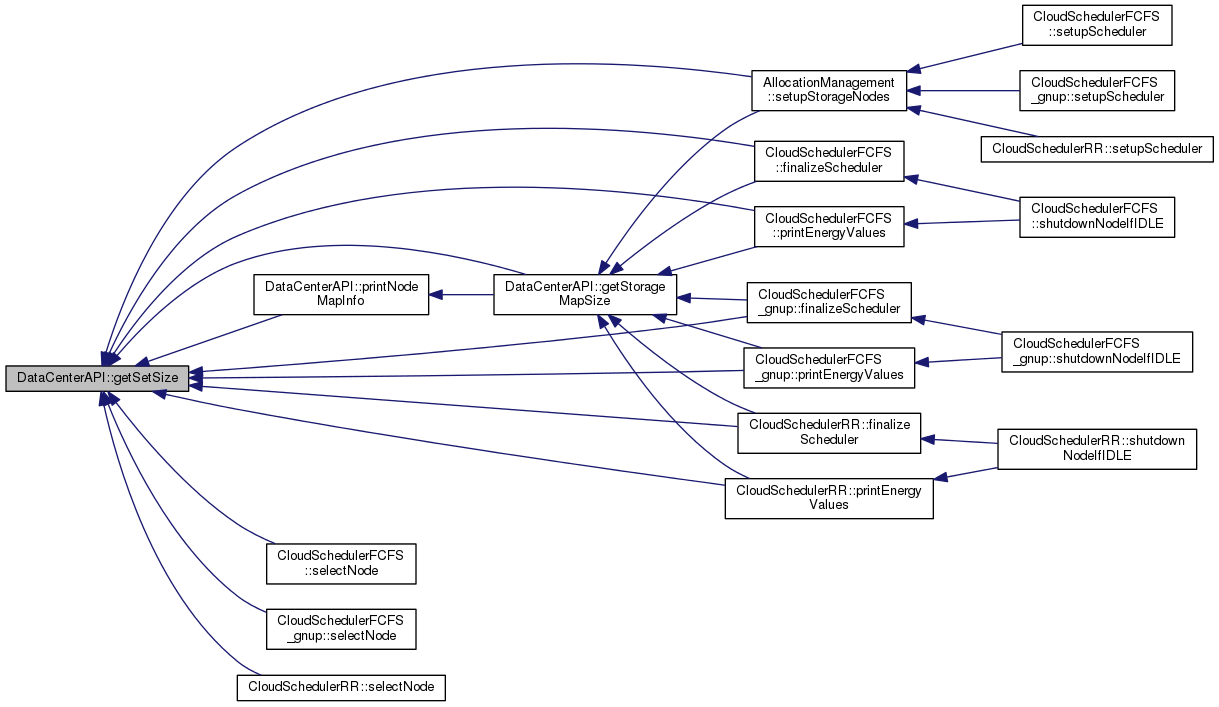 CloudSchedulerFCFS
::setupScheduler
AllocationManagement
::setupStorageNodes
CloudSchedulerFCFS
_gnup::setupScheduler
CloudSchedulerRR::setupScheduler
CloudSchedulerFCFS
::finalizeScheduler
CloudSchedulerFCFS
::printEnergyValues
CloudSchedulerFCFS
::shutdownNodeIfIDLE
DataCenterAPI::printNode
MapInfo
DataCenterAPI::getStorage
MapSize
CloudSchedulerFCFS
_gnup::finalizeScheduler
CloudSchedulerFCFS
_gnup::shutdownNodeIfIDLE
DataCenterAPI::getSetSize
CloudSchedulerFCFS
_gnup::printEnergyValues
CloudSchedulerRR::finalize
Scheduler
CloudSchedulerRR::shutdown
NodeIfIDLE
CloudSchedulerRR::printEnergy
Values
CloudSchedulerFCFS
::selectNode
CloudSchedulerFCFS
_gnup::selectNode
CloudSchedulerRR::selectNode